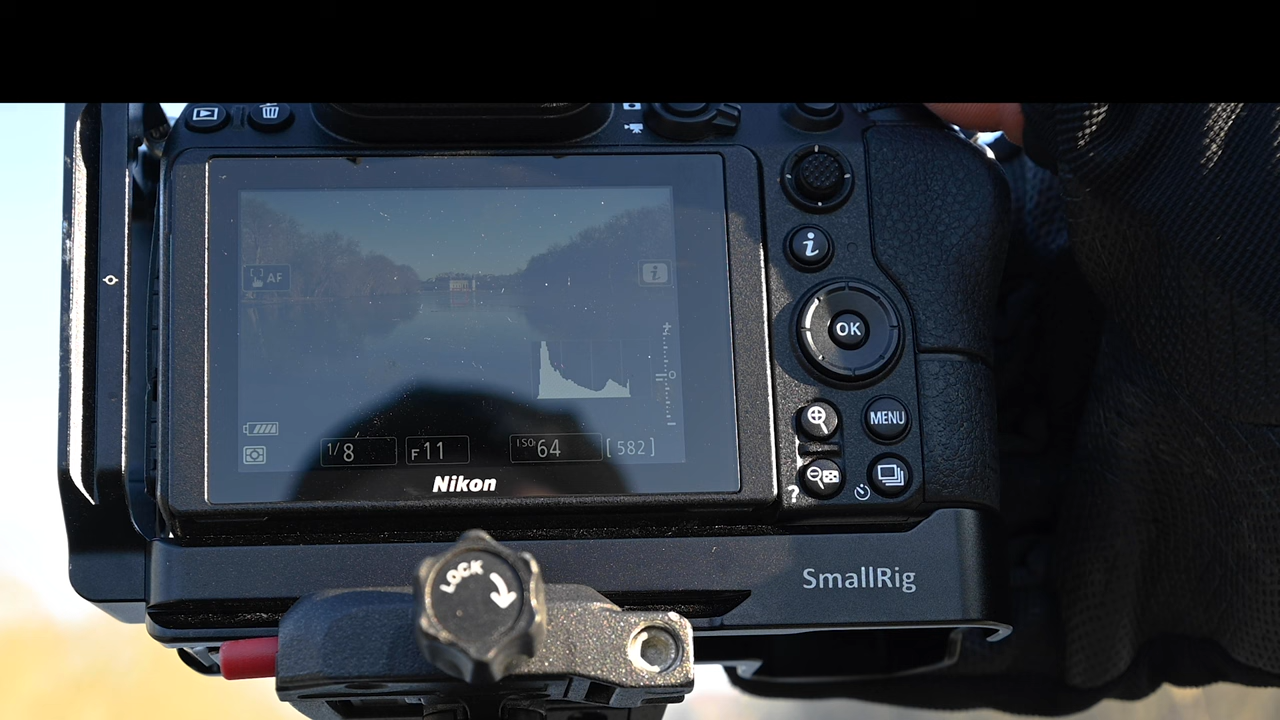 i
AF
i
OK
MENU
1/8
F11
ISO 64
[582]
?
Nikon
LOCK
SmallRig